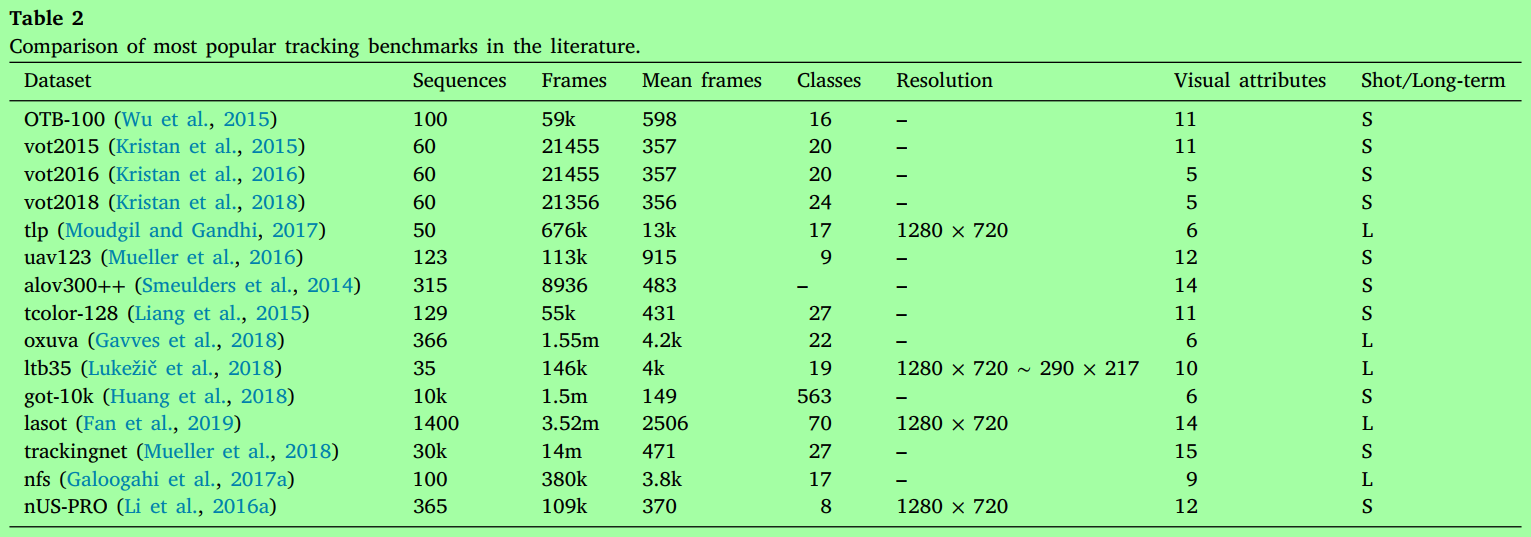 Table 2
Comparison of most popular tracking benchmarks in the literature.
Dataset Sequences Frames Mean frames Classes Resolution Visual attributes Shot/Long-term
OTB-100 (Wu et al., 2015) 100 59k 598 16 – 11 S
vot2015 (Kristan et al., 2015) 60 21455 357 20 – 11 S
vot2016 (Kristan et al., 2016) 60 21455 357 20 – 5 S
vot2018 (Kristan et al., 2018) 60 21356 356 24 – 5 S
tlp (Moudgil and Gandhi, 2017) 50 676k 13k 17 1280 × 720 6 L
uav123 (Mueller et al., 2016) 123 113k 915 9 – 12 S
alov300++ (Smeulders et al., 2014) 315 8936 483 – – 14 S
tcolor-128 (Liang et al., 2015) 129 55k 431 27 – 11 S
oxuva (Gavves et al., 2018) 366 1.55m 4.2k 22 – 6 L
ltb35 (Lukežič et al., 2018) 35 146k 4k 19 1280 × 720 ∼ 290 × 217 10 L
got-10k (Huang et al., 2018) 10k 1.5m 149 563 – 6 S
lasot (Fan et al., 2019) 1400 3.52m 2506 70 1280 × 720 14 L
trackingnet (Mueller et al., 2018) 30k 14m 471 27 – 15 S
nfs (Galoogahi et al., 2017a) 100 380k 3.8k 17 – 9 L
nUS-PRO (Li et al., 2016a) 365 109k 370 8 1280 × 720 12 S